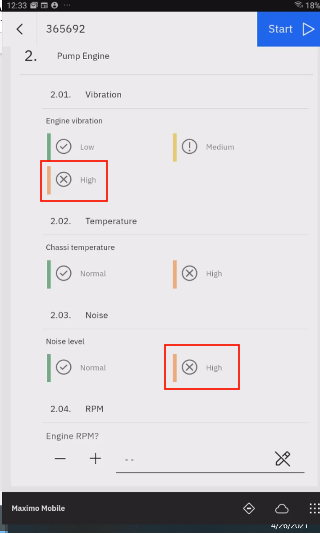 12:33
18%
365692
Start
2. Pump Engine
2.01. Vibration
Engine vibration
Low
Medium
High
2.02. Temperature
Chassi temperature
Normal
High
2.03. Noise
Noise level
Normal
High
2.04. RPM
Engine RPM?
--
Maximo Mobile
4/26/2021